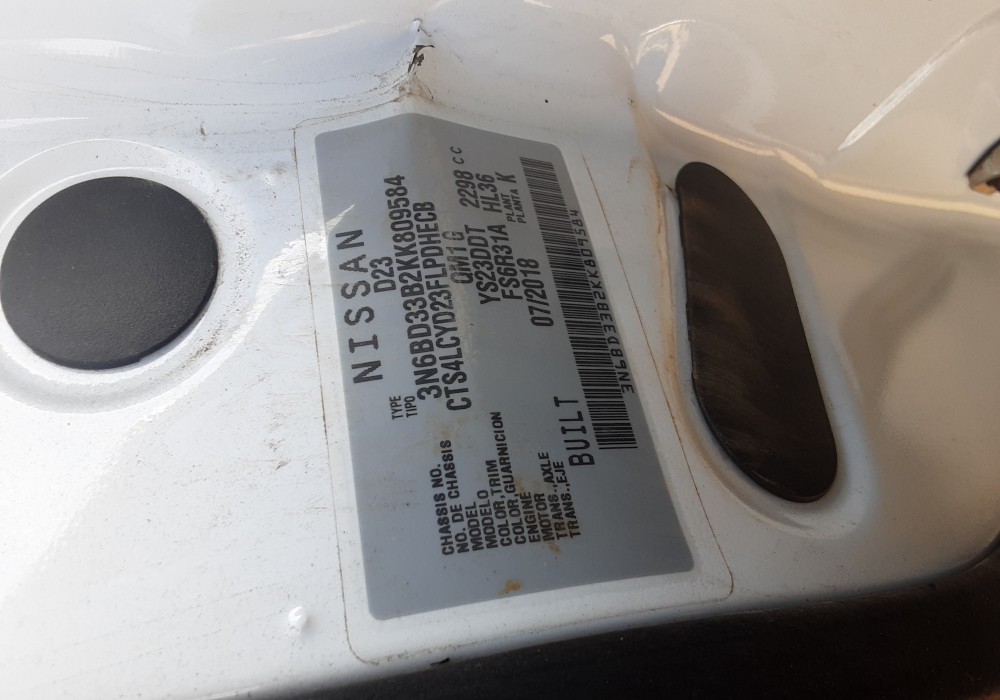 NISSAN
TYPE
TIPO D23
CHASSIS NO.
NO. DE CHASSIS 3N6BD33B2KK809584
MODEL
MODELO CTS4LCYD23FLPDHECB
COLOR,TRIM
COLOR,GUARNICION QM1 G
ENGINE
MOTOR YS23DDT 2298 CC
TRANS.,AXLE
TRANS.,EJE FS6R31A HL36
PLANT
PLANTA K
BUILT 07/2018
3N6BD33B2KK809584